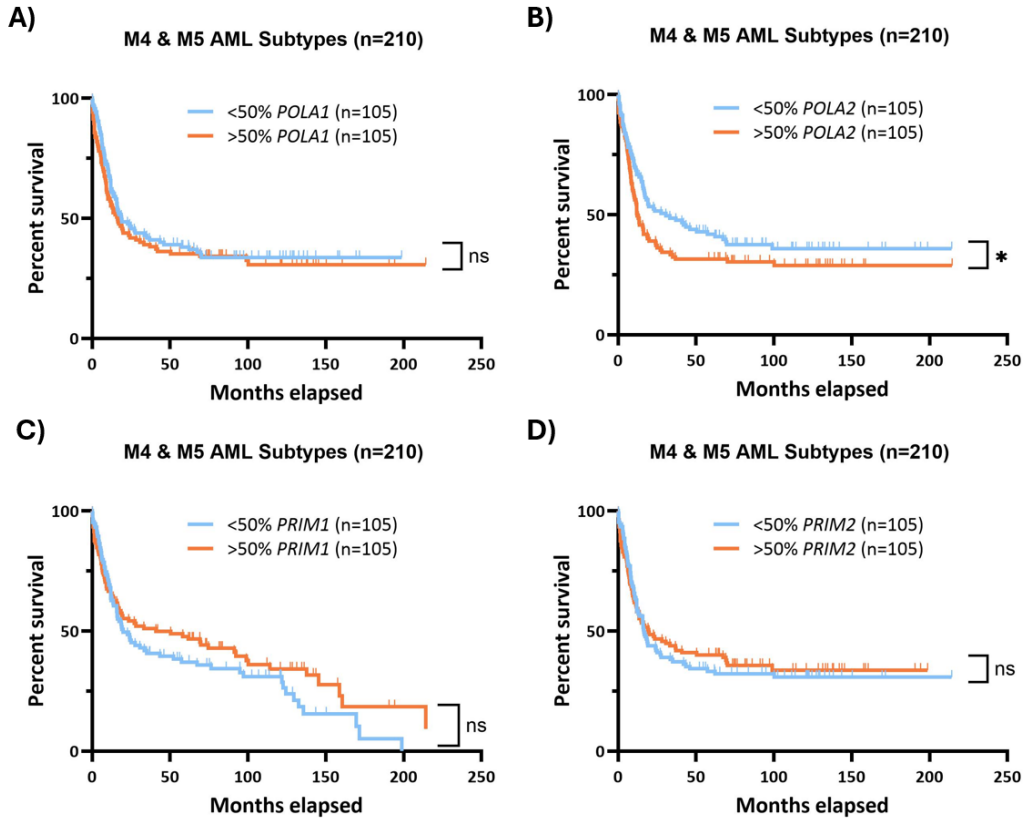 A)
M4 & M5 AML Subtypes (n=210)
<50% POLA1 (n=105)
>50% POLA1 (n=105)
Percent survival
100
50
0
ns
0 50 100 150 200 250
Months elapsed
B)
M4 & M5 AML Subtypes (n=210)
<50% POLA2 (n=105)
>50% POLA2 (n=105)
Percent survival
100
50
0
*
0 50 100 150 200 250
Months elapsed
C)
M4 & M5 AML Subtypes (n=210)
<50% PRIM1 (n=105)
>50% PRIM1 (n=105)
Percent survival
100
50
0
ns
0 50 100 150 200 250
Months elapsed
D)
M4 & M5 AML Subtypes (n=210)
<50% PRIM2 (n=105)
>50% PRIM2 (n=105)
Percent survival
100
50
0
ns
0 50 100 150 200 250
Months elapsed